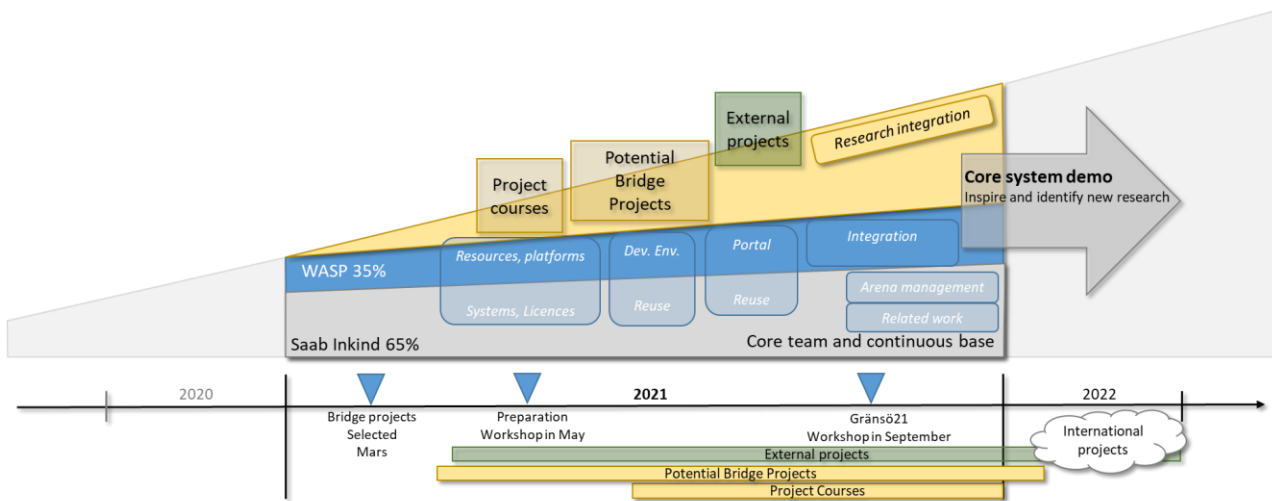 External
projects
Research integration
Potential
Bridge
Projects
Project
courses
Core system demo
Inspire and identify new research
WASP 35%
Resources, platforms
Systems, Licences
Dev. Env.
Reuse
Portal
Reuse
Integration
Arena management
Related work
Saab Inkind 65%
Core team and continuous base
2020
2021
2022
Bridge projects
Selected
Mars
Preparation
Workshop in May
Gränsö21
Workshop in September
International
projects
External projects
Potential Bridge Projects
Project Courses